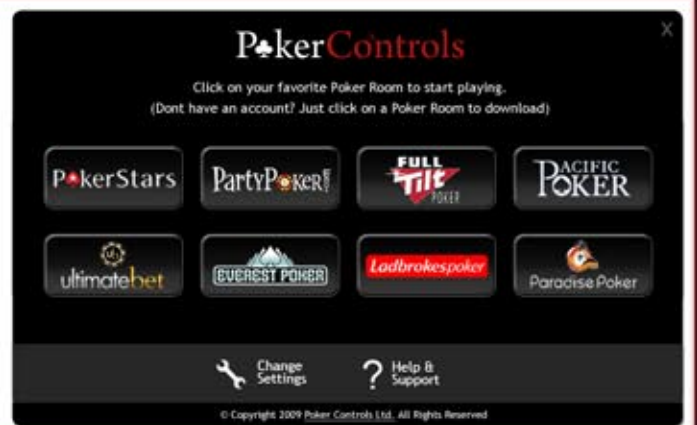 X
P♣kerControls
Click on your favorite Poker Room to start playing.
(Dont have an account? Just click on a Poker Room to download)
PokerStars PartyPoker.com FULL TiLT POKER PACIFIC POKER
ub ultimatebet EVEREST POKER Ladbrokespoker Paradise Poker
Change
Settings
? Help &
Support
© Copyright 2009 Poker Controls Ltd. All Rights Reserved